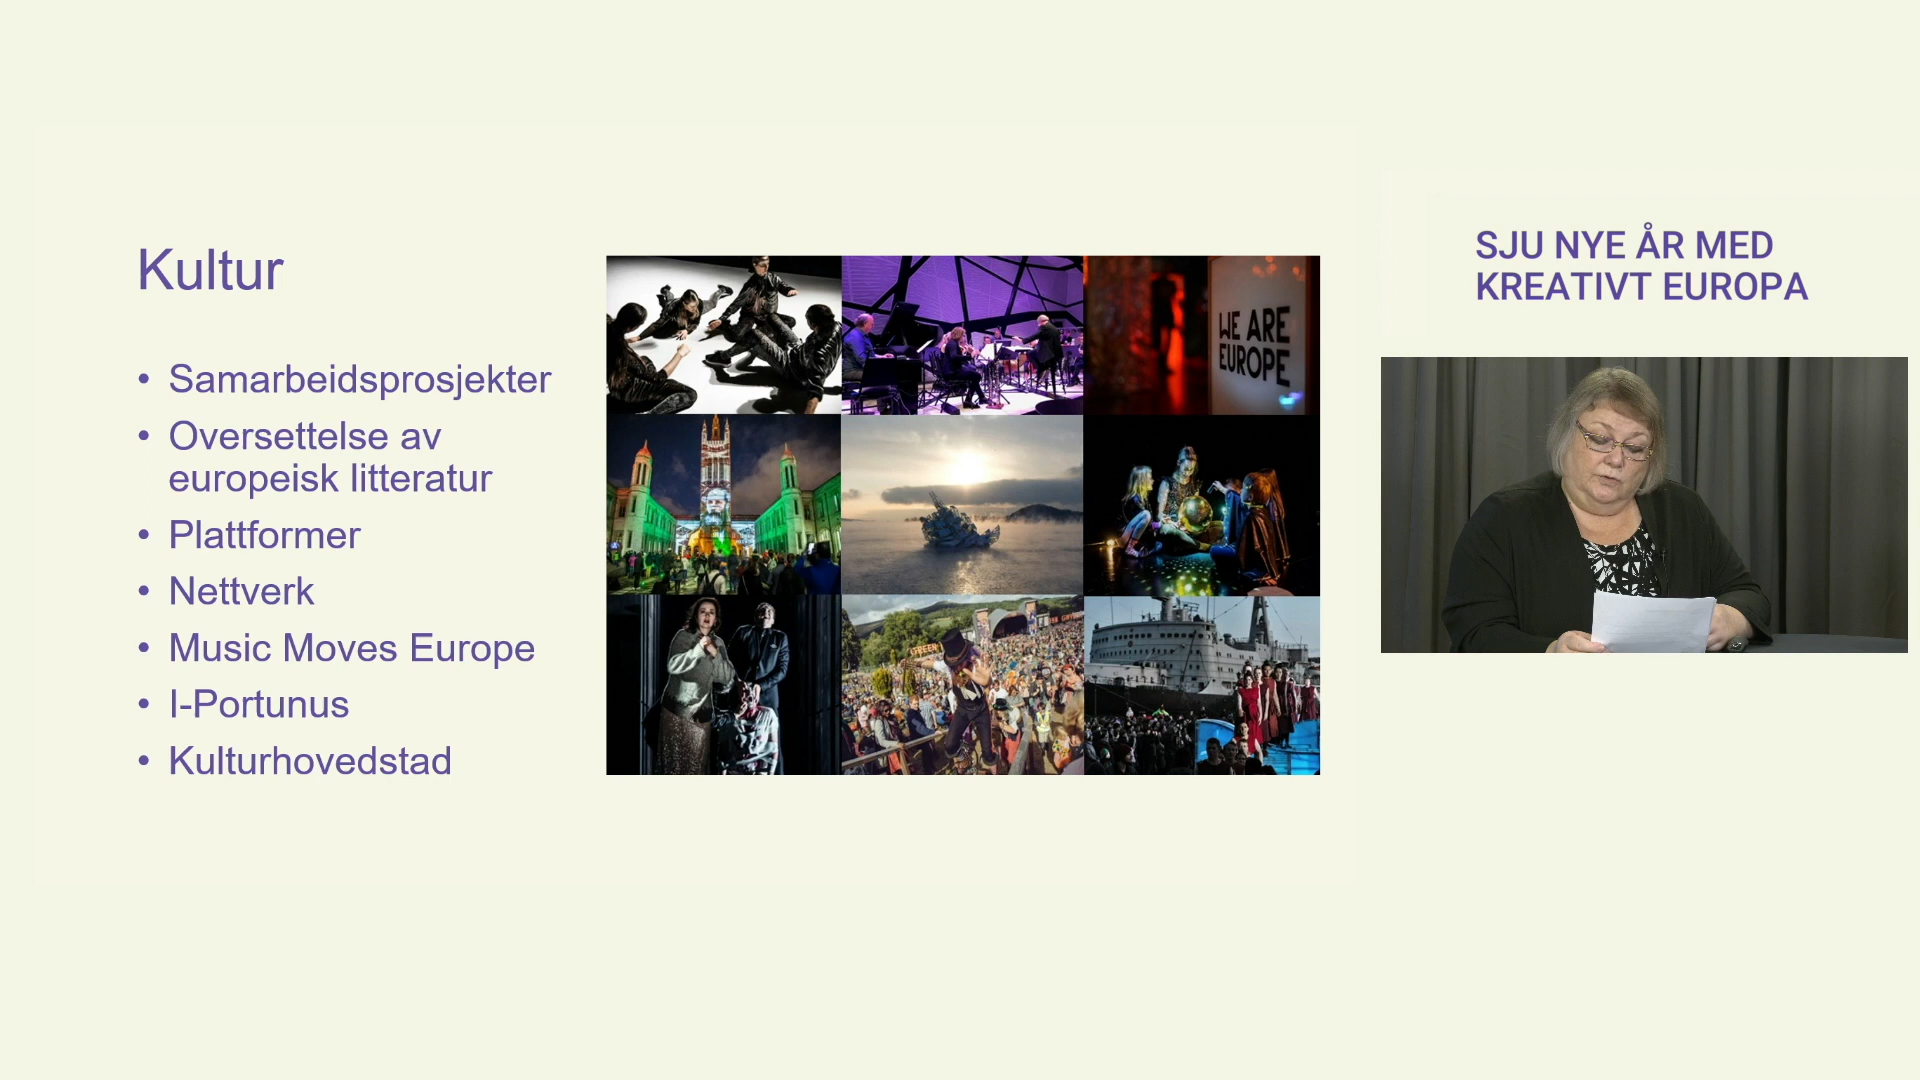 Kultur
• Samarbeidsprosjekter
• Oversettelse av
europeisk litteratur
• Plattformer
• Nettverk
• Music Moves Europe
• I-Portunus
• Kulturhovedstad
WE ARE
EUROPE
GREEN
SJU NYE ÅR MED
KREATIVT EUROPA